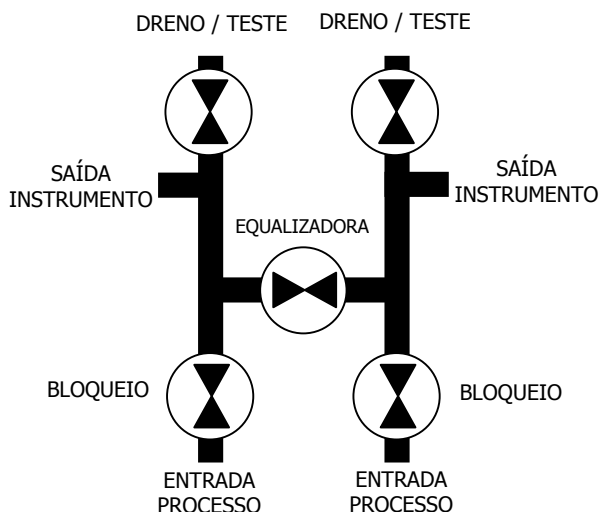 DRENO / TESTE
DRENO / TESTE
SAÍDA
INSTRUMENTO
SAÍDA
INSTRUMENTO
EQUALIZADORA
BLOQUEIO
BLOQUEIO
ENTRADA
PROCESSO
ENTRADA
PROCESSO